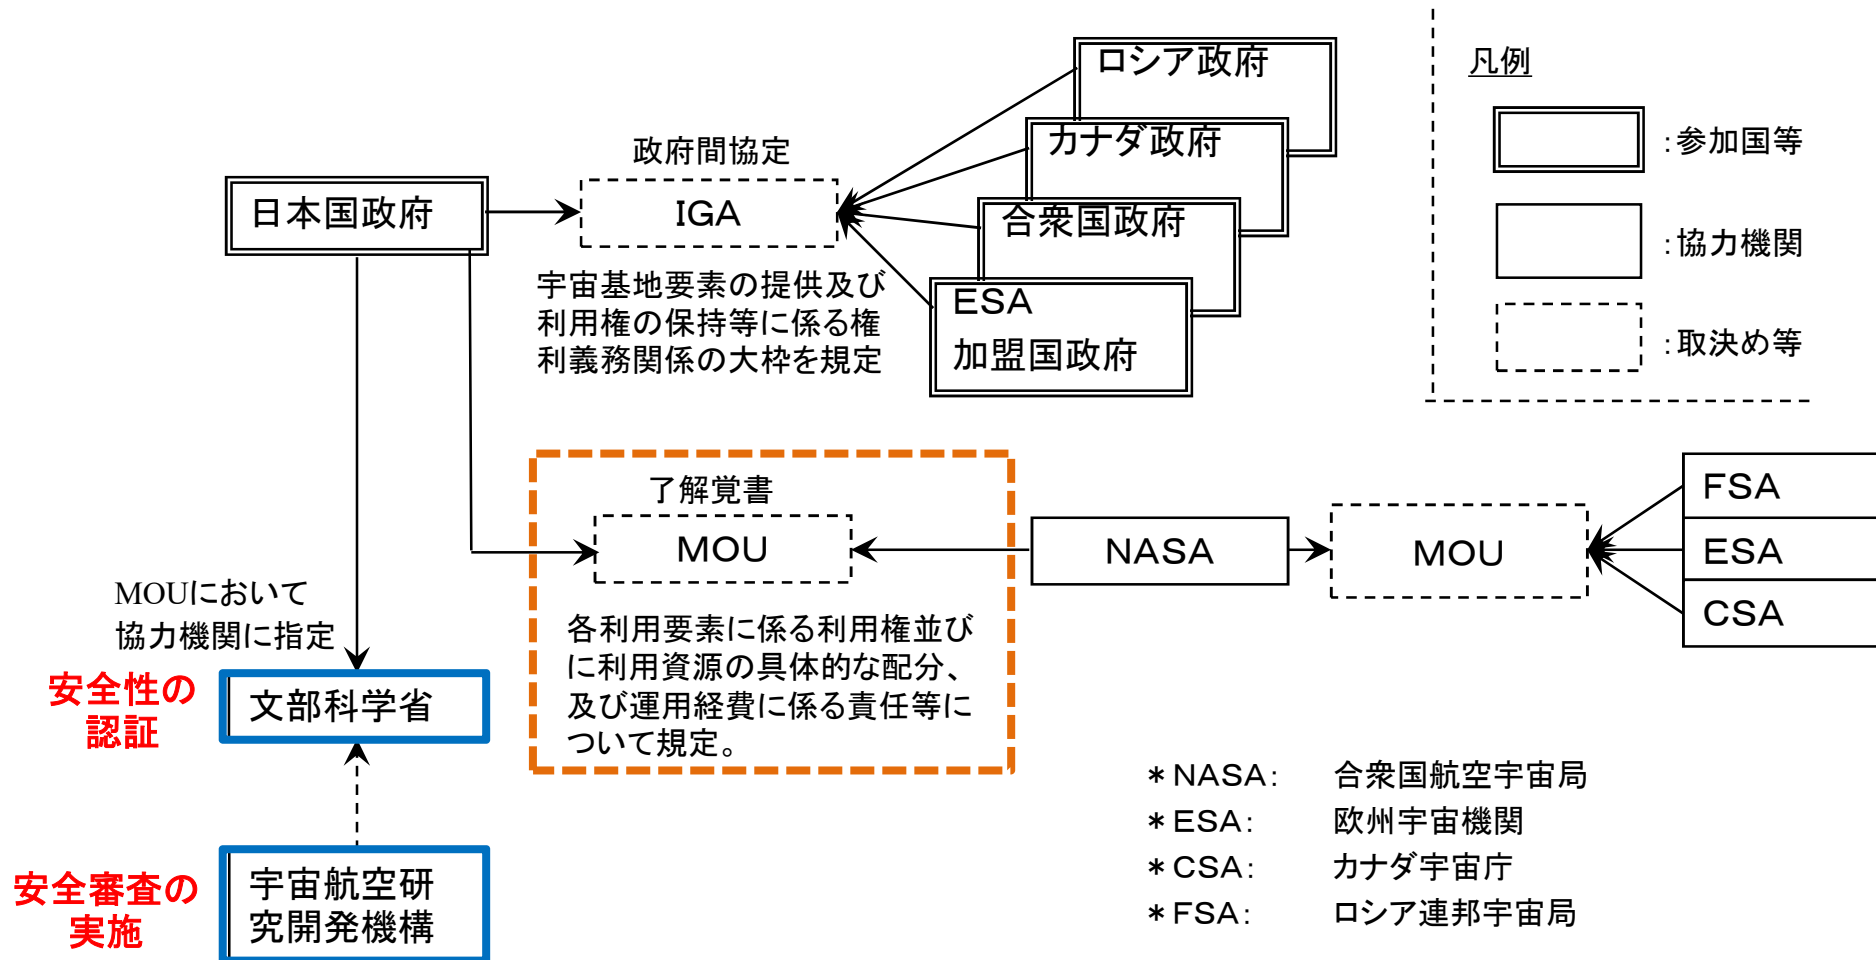 ロシア政府
カナダ政府
合衆国政府
ESA
加盟国政府
凡例
:参加国等
:協力機関
:取決め等
政府間協定
日本国政府
IGA
宇宙基地要素の提供及び
利用権の保持等に係る権
利義務関係の大枠を規定
了解覚書
MOU
各利用要素に係る利用権並び
に利用資源の具体的な配分、
及び運用経費に係る責任等に
ついて規定。
NASA
MOU
FSA
ESA
CSA
MOUにおいて
協力機関に指定
安全性の
認証
文部科学省
安全審査の
実施
宇宙航空研
究開発機構
*NASA: 合衆国航空宇宙局
*ESA: 欧州宇宙機関
*CSA: カナダ宇宙庁
*FSA: ロシア連邦宇宙局